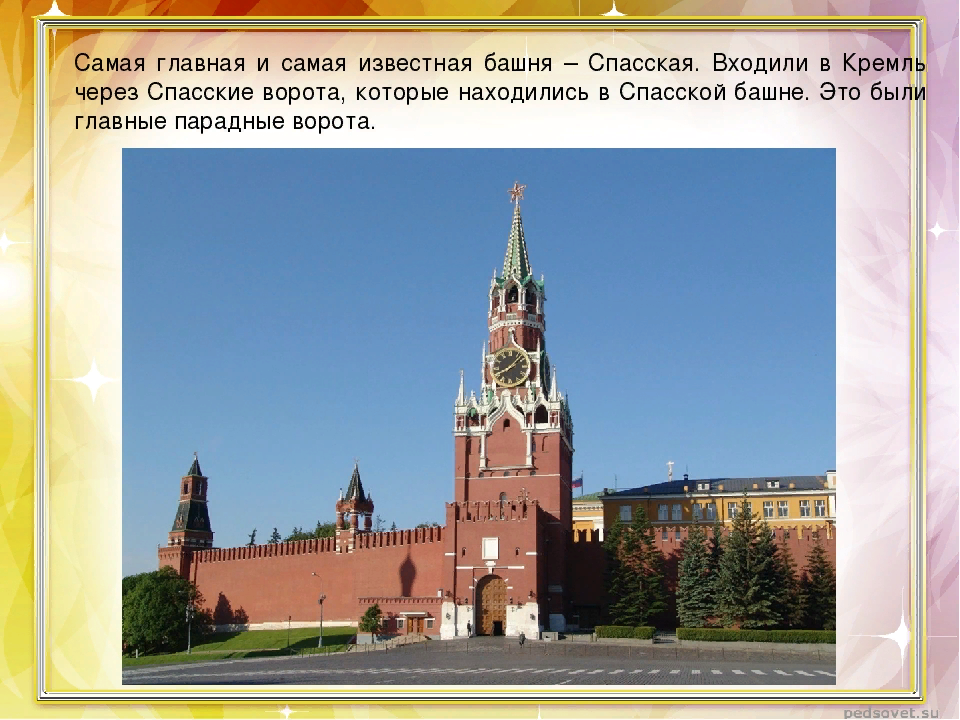 Самая главная и самая известная башня – Спасская. Входили в Кремль
через Спасские ворота, которые находились в Спасской башне. Это были
главные парадные ворота.
pedsovet.su